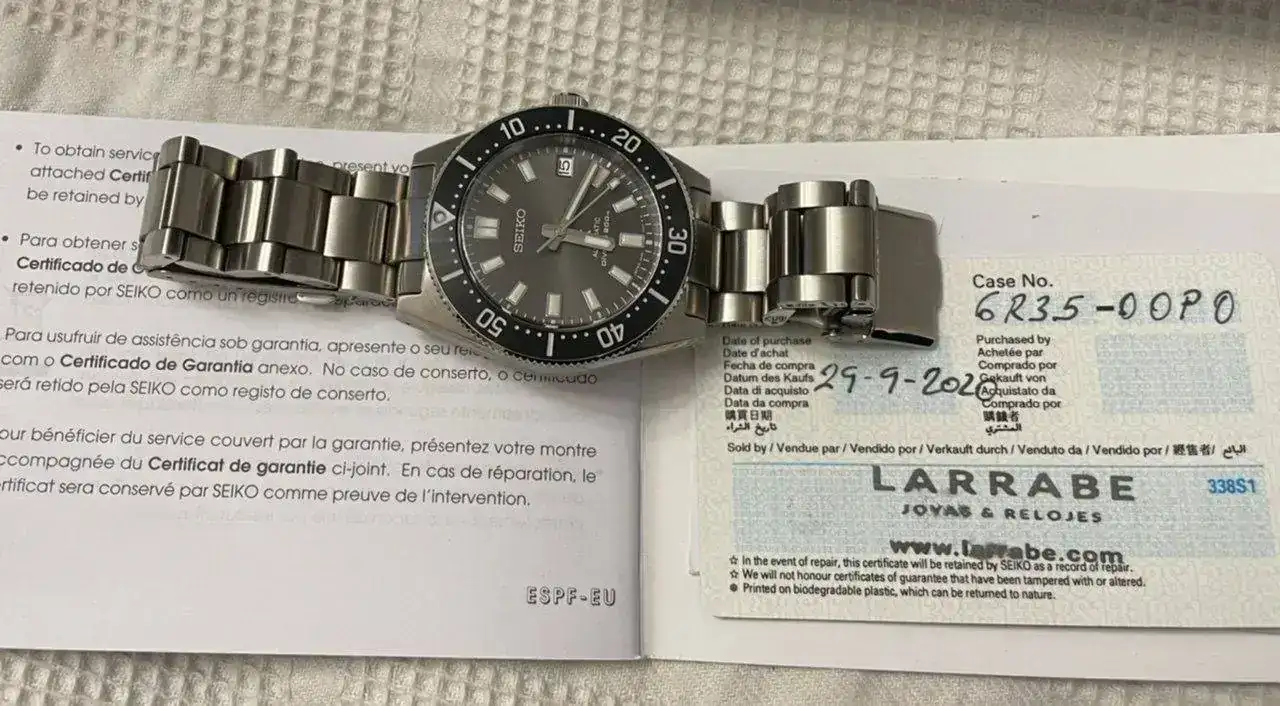 • To obtain service
present yo
attached Certif
be retained by
• Para obtener s
Certificado de G
retenido por SEIKO como un registro
Para usufruir de assistência sob garantia, apresente o seu rel
com o Certificado de Garantia anexo. No caso de conserto, o certificado
será retido pela SEIKO como registo de conserto.
our bénéficier du service couvert par la garantie, présentez votre montre
ccompagnée du Certificat de garantie ci-joint. En cas de réparation, le
rtificat sera conservé par SEIKO comme preuve de l'intervention.
ESPF-EU
10
20
30
40
50
15
SEIKO
AUTOMATIC
Case No.
6R35-00P0
Date of purchase
Date d'achat
Fecha de compra
Datum des Kaufs
Data di acquisto
Data da compra
購買日期
تاريخ الشراء
29-9-2020
Purchased by
Achetée par
Comprado por
Gekauft von
Acquistato da
Comprado por
購錶者
المشتري
Sold by / Vendue par / Vendido por / Verkauft durch / Venduto da / Vendido por / 經售者/ البائع
LARRABE
338S1
JOYAS & RELOJES
www.larrabe.com
☆ In the event of repair, this certificate will be retained by SEIKO as a record of repair.
☆ We will not honour certificates of guarantee that have been tampered with or altered.
✽ Printed on biodegradable plastic, which can be returned to nature.